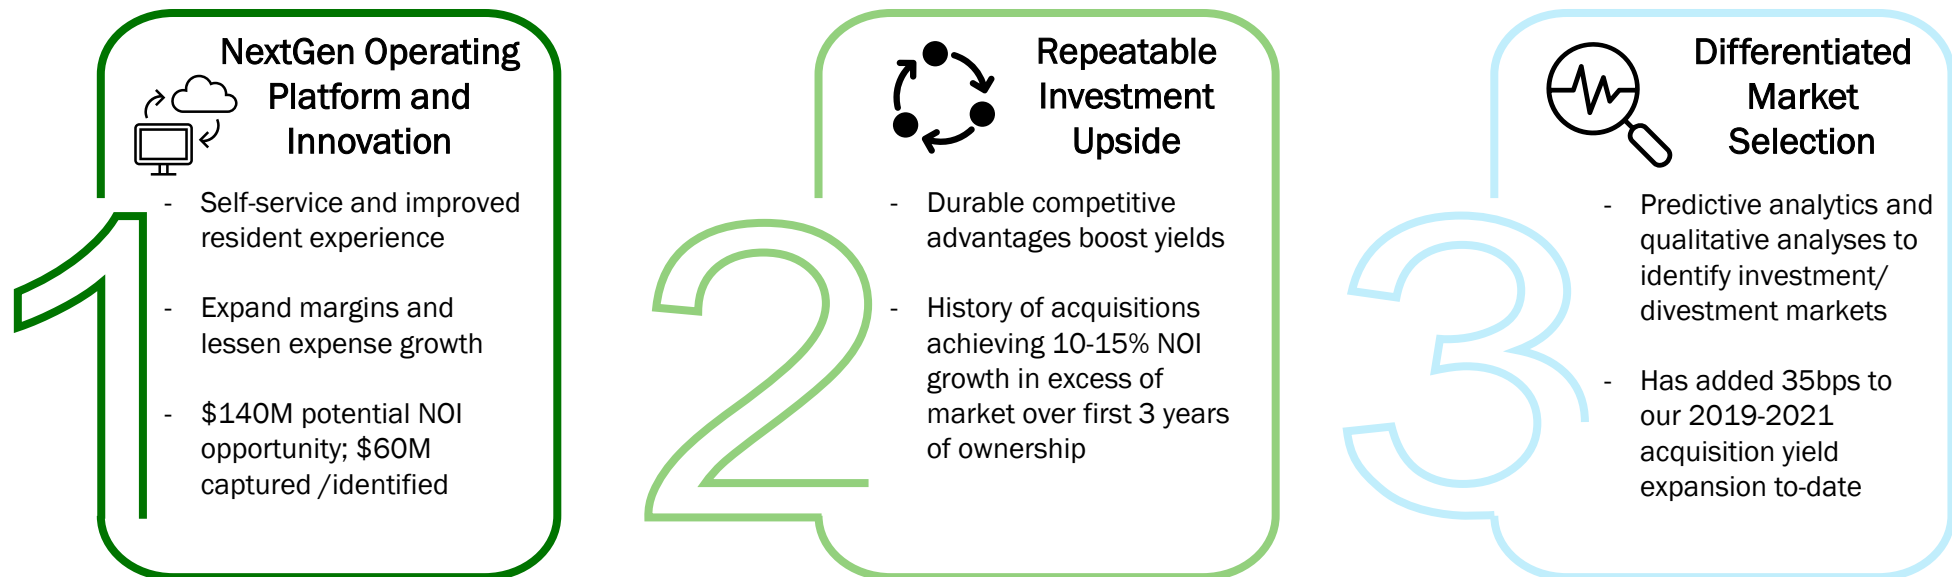 1
NextGen Operating
Platform and
Innovation
- Self-service and improved
resident experience
- Expand margins and
lessen expense growth
- $140M potential NOI
opportunity; $60M
captured /identified
2
Repeatable
Investment
Upside
- Durable competitive
advantages boost yields
- History of acquisitions
achieving 10-15% NOI
growth in excess of
market over first 3 years
of ownership
3
Differentiated
Market
Selection
- Predictive analytics and
qualitative analyses to
identify investment/
divestment markets
- Has added 35bps to
our 2019-2021
acquisition yield
expansion to-date